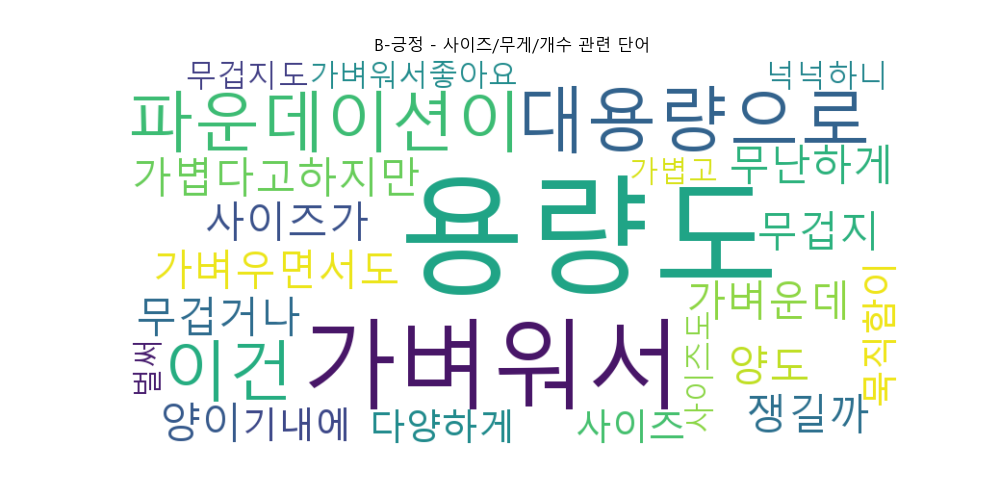 B-긍정 - 사이즈/무게/개수 관련 단어
무겁지도
가벼워서좋아요
넉넉하니
파운데이션이
대용량으로
가볍다고하지만
가볍고
무난하게
용량도
사이즈가
무겁지
가벼우면서도
가벼운데
묵직함이
무겁거나
가벼워서
사이즈도
벌써
이건
양도
양이
기내에
다양하게
사이즈
쟁길까